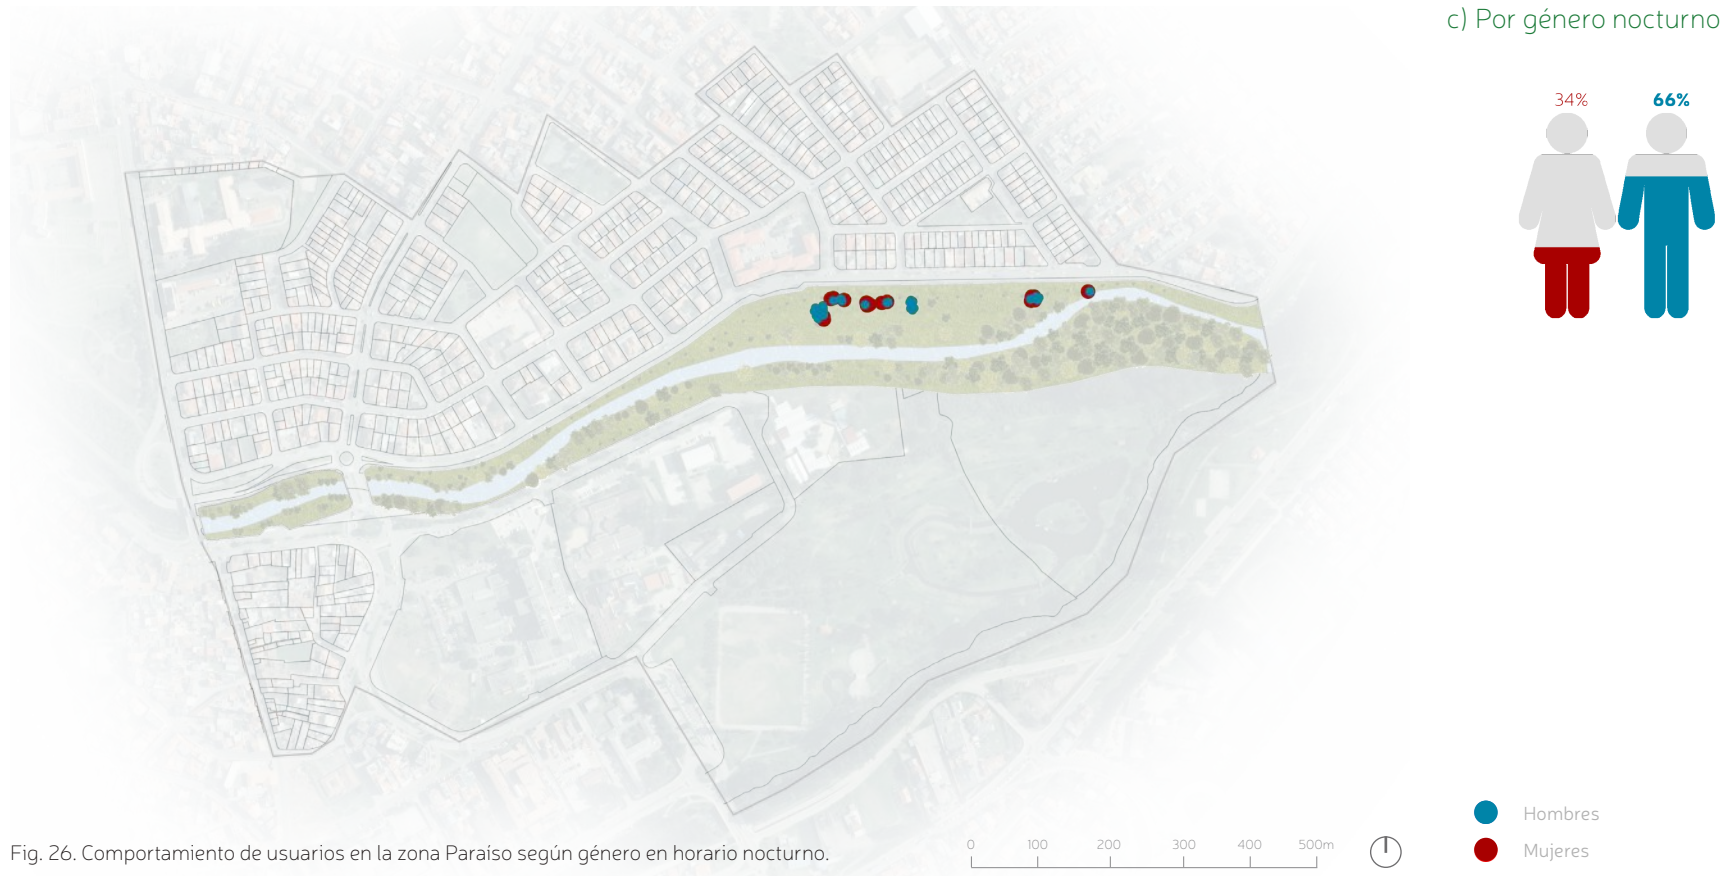 c) Por género nocturno
34% 66%
Hombres
Mujeres
Fig. 26. Comportamiento de usuarios en la zona Paraíso según género en horario nocturno.
0 100 200 300 400 500m